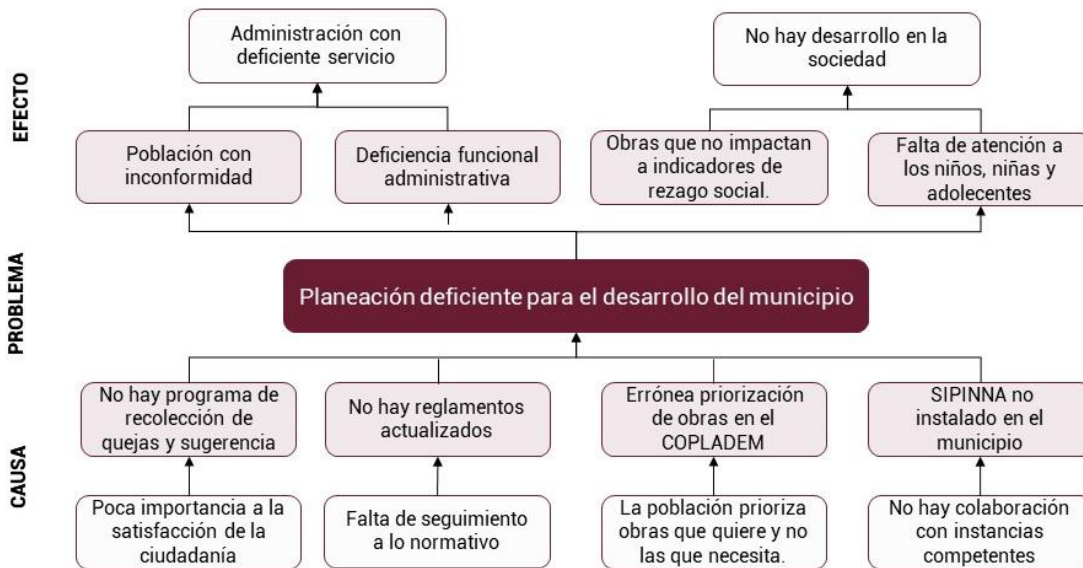 EFECTO
Administración con
deficiente servicio
No hay desarrollo en la
sociedad
Población con
inconformidad
Deficiencia funcional
administrativa
Obras que no impactan
a indicadores de
rezago social.
Falta de atención a
los niños, niñas y
adolecentes
PROBLEMA
Planeación deficiente para el desarrollo del municipio
CAUSA
No hay programa de
recolección de
quejas y sugerencia
No hay reglamentos
actualizados
Errónea priorización
de obras en el
COPLADEM
SIPINNA no
instalado en el
municipio
Poca importancia a la
satisfacción de la
ciudadanía
Falta de seguimiento
a lo normativo
La población prioriza
obras que quiere y no
las que necesita.
No hay colaboración
con instancias
competentes